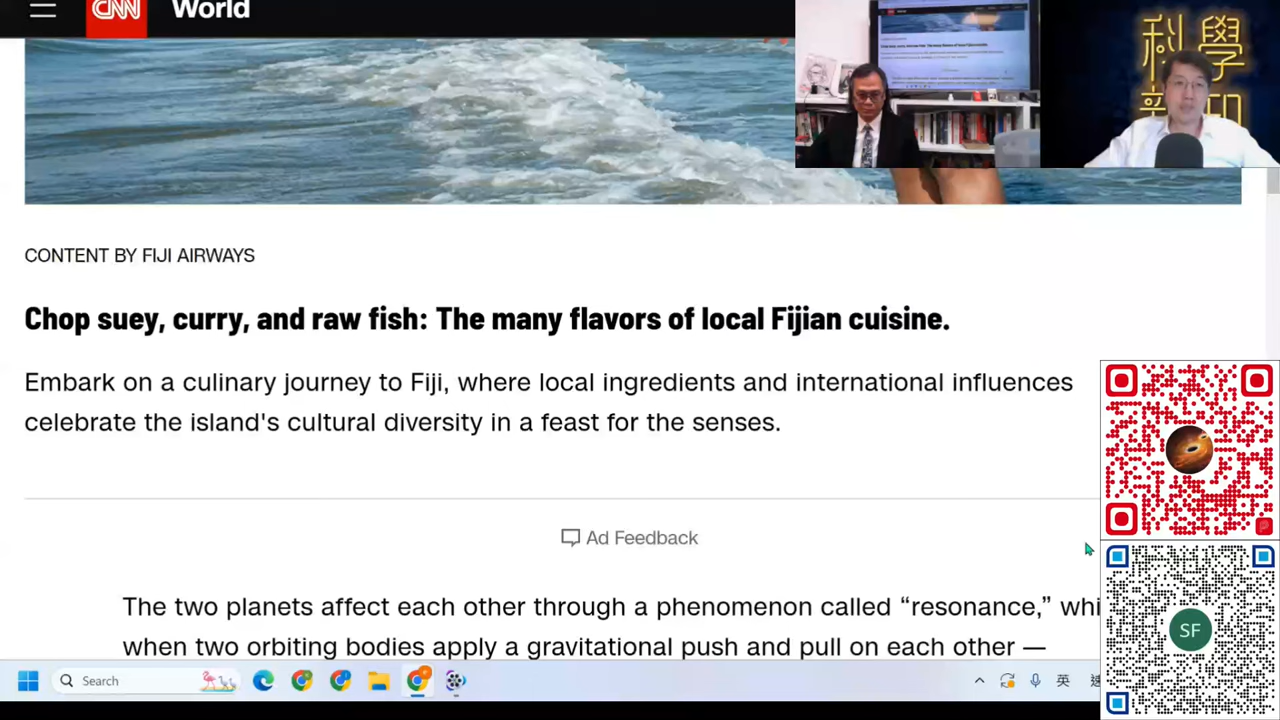 CNN World
科學
CONTENT BY FIJI AIRWAYS
Chop suey, curry, and raw fish: The many flavors of local Fijian cuisine.
Embark on a culinary journey to Fiji, where local ingredients and international influences
celebrate the island's cultural diversity in a feast for the senses.
Ad Feedback
The two planets affect each other through a phenomenon called “resonance,” whi
when two orbiting bodies apply a gravitational push and pull on each other —
SF
Search
英